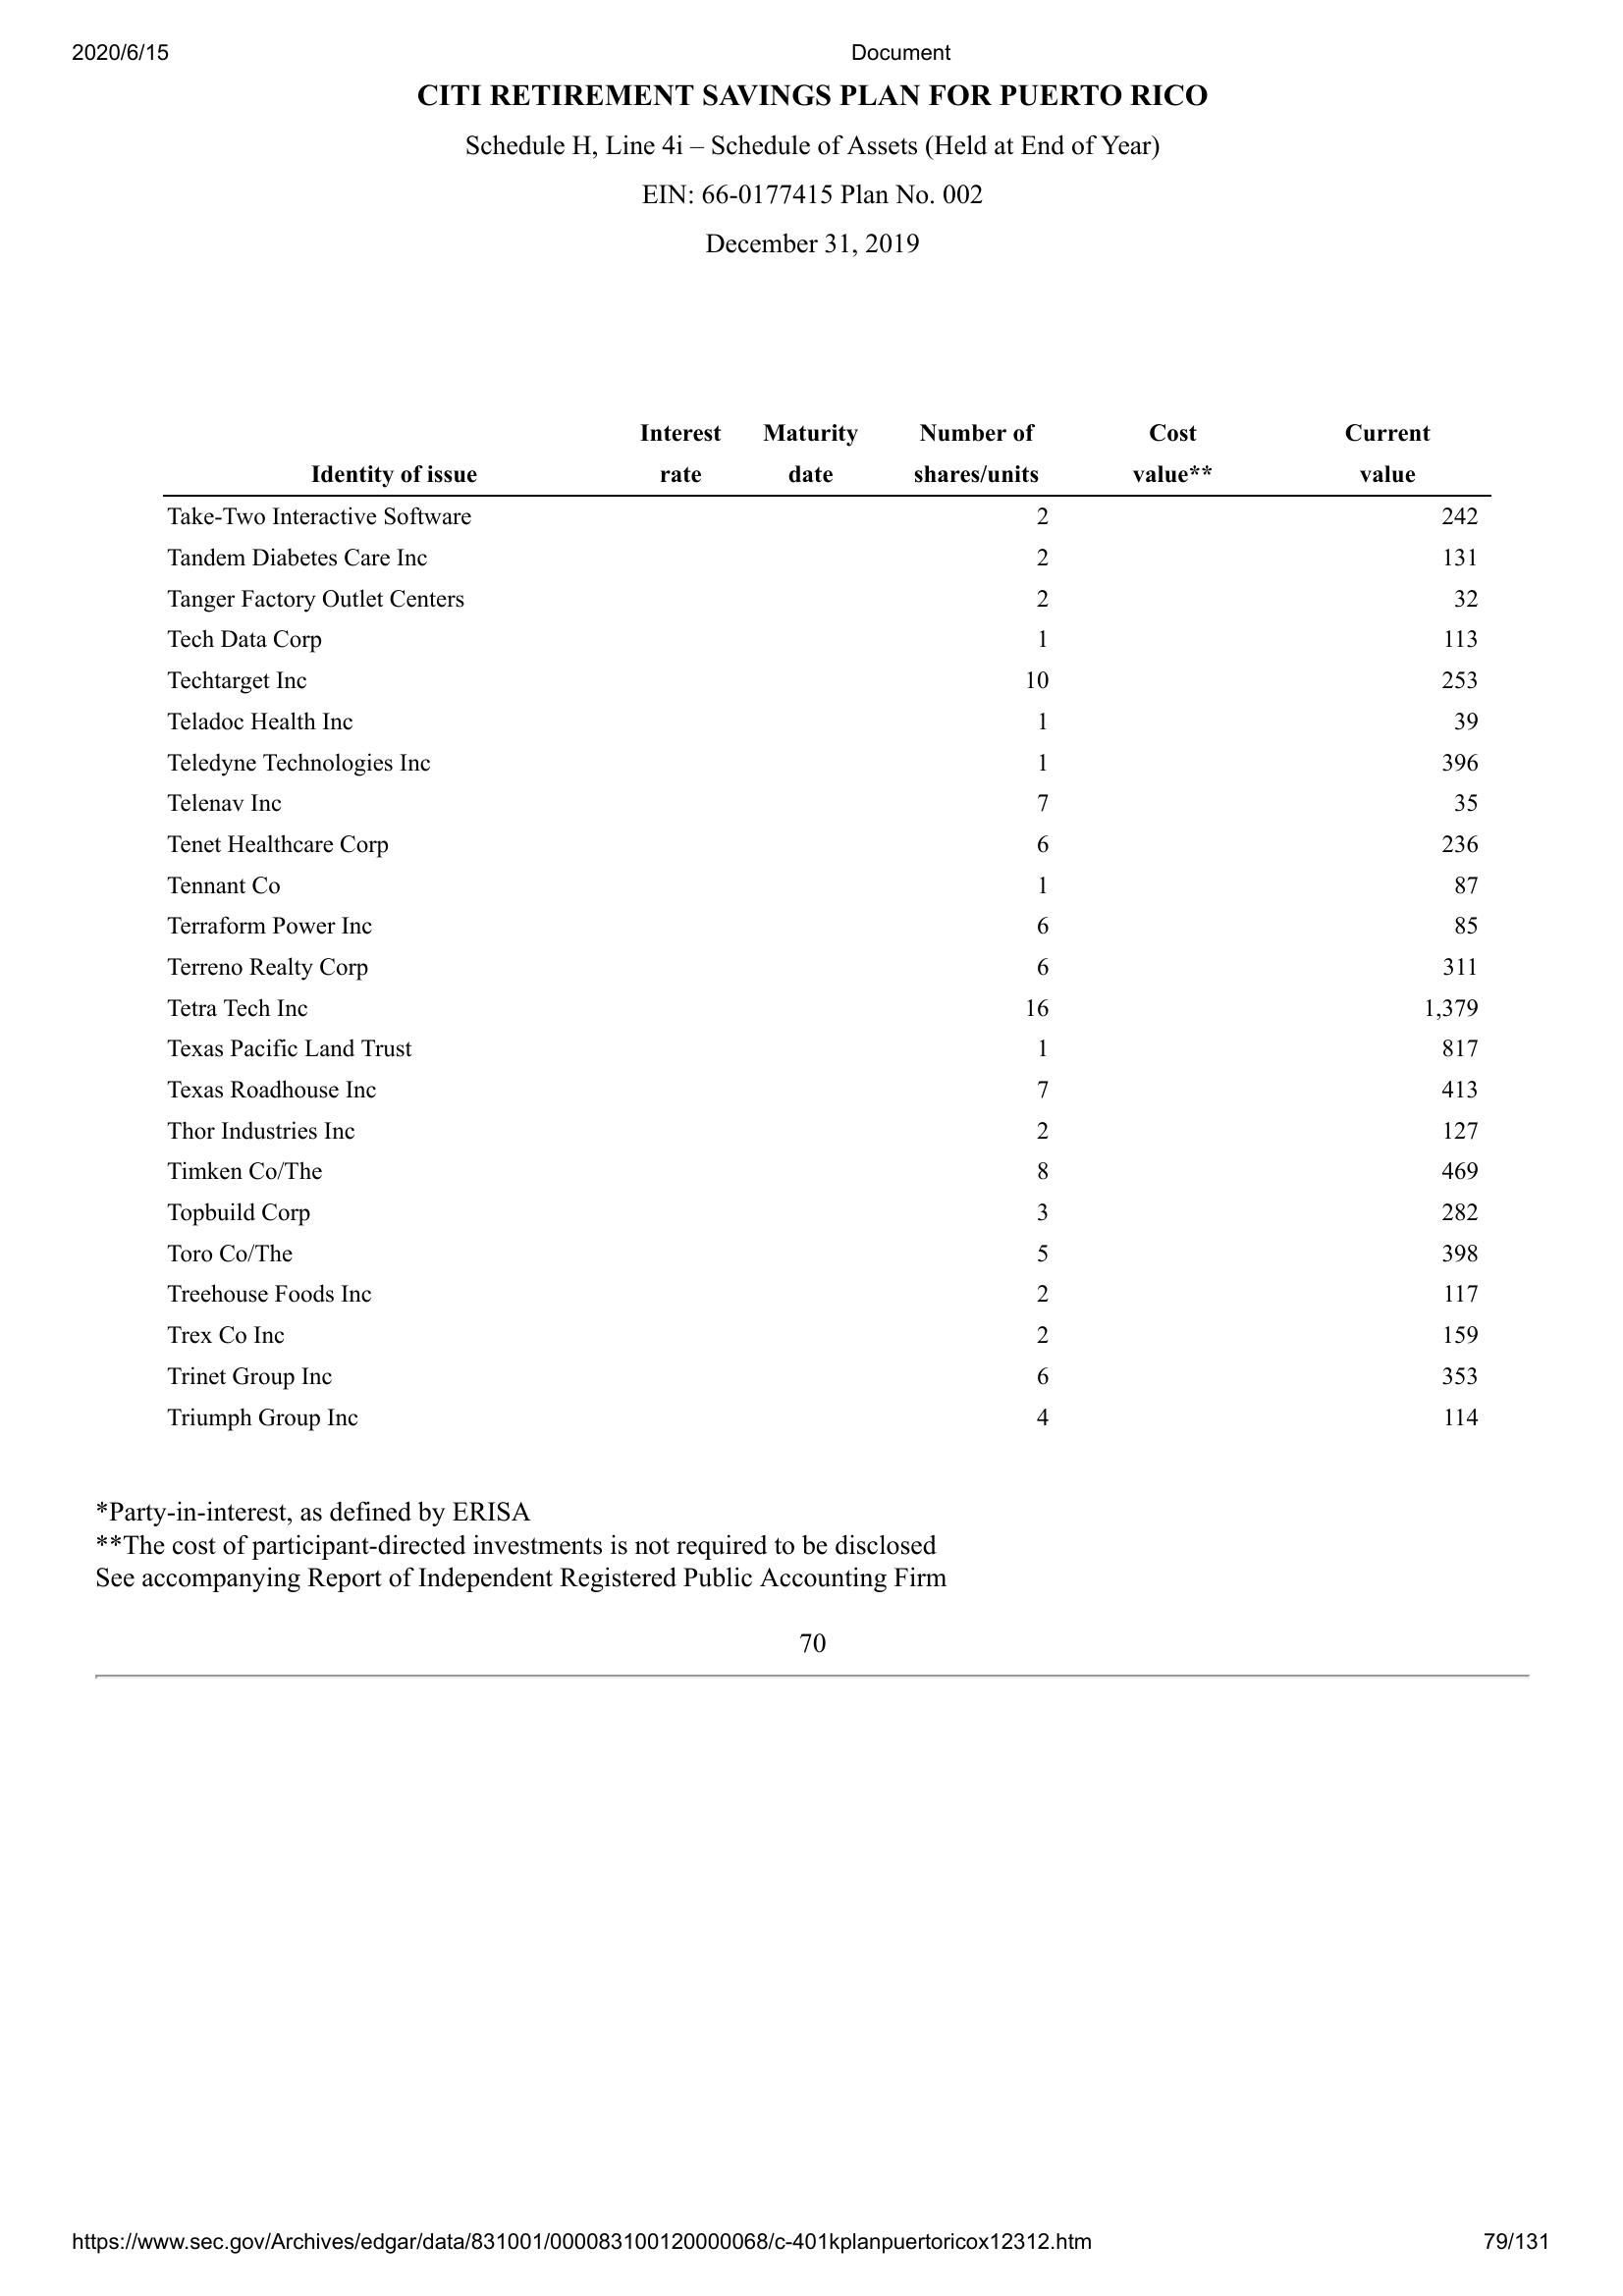 2020/6/15 Document
CITI RETIREMENT SAVINGS PLAN FOR PUERTO RICO
Schedule H, Line 4i – Schedule of Assets (Held at End of Year)
EIN: 66-0177415 Plan No. 002
December 31, 2019
Interest Maturity Number of Cost Current
Identity of issue rate date shares/units value** value
Take-Two Interactive Software 2 242
Tandem Diabetes Care Inc 2 131
Tanger Factory Outlet Centers 2 32
Tech Data Corp 1 113
Techtarget Inc 10 253
Teladoc Health Inc 1 39
Teledyne Technologies Inc 1 396
Telenav Inc 7 35
Tenet Healthcare Corp 6 236
Tennant Co 1 87
Terraform Power Inc 6 85
Terreno Realty Corp 6 311
Tetra Tech Inc 16 1,379
Texas Pacific Land Trust 1 817
Texas Roadhouse Inc 7 413
Thor Industries Inc 2 127
Timken Co/The 8 469
Topbuild Corp 3 282
Toro Co/The 5 398
Treehouse Foods Inc 2 117
Trex Co Inc 2 159
Trinet Group Inc 6 353
Triumph Group Inc 4 114
*Party-in-interest, as defined by ERISA
**The cost of participant-directed investments is not required to be disclosed
See accompanying Report of Independent Registered Public Accounting Firm
70
https://www.sec.gov/Archives/edgar/data/831001/000083100120000068/c-401kplanpuertoricox12312.htm 79/131